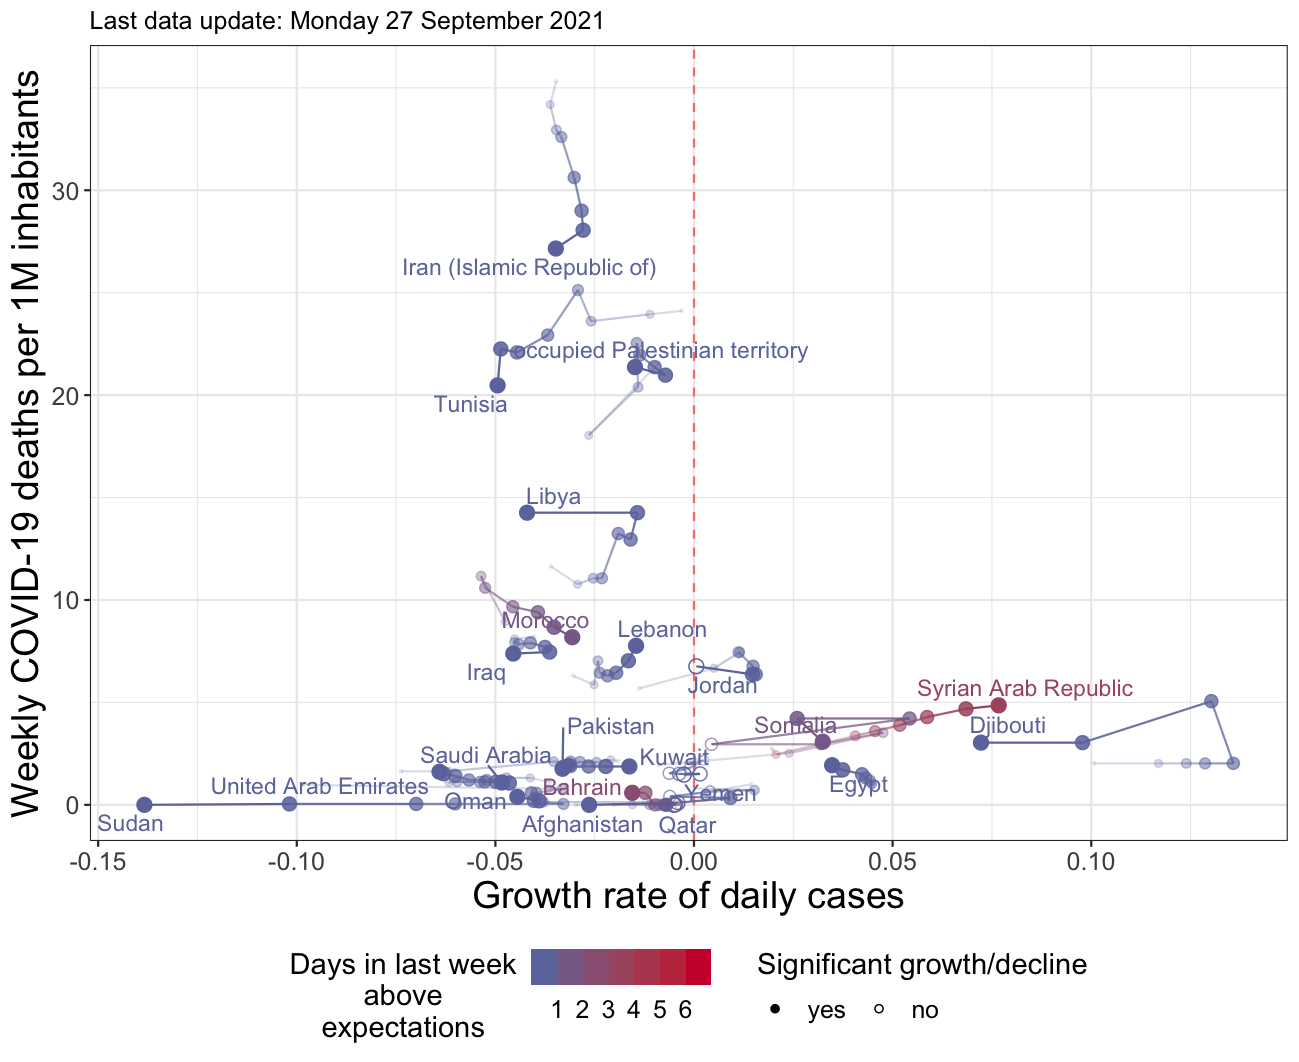 Last data update: Monday 27 September 2021
Weekly COVID-19 deaths per 1M inhabitants
30
20
10
0
Iran (Islamic Republic of)
occupied Palestinian territory
Tunisia
Libya
Morocco
Lebanon
Iraq
Jordan
Syrian Arab Republic
Somalia
Djibouti
Pakistan
Saudi Arabia
Kuwait
United Arab Emirates
Bahrain
Egypt
Oman
Yemen
Sudan
Afghanistan
Qatar
-0.15
-0.10
-0.05
0.00
0.05
0.10
Growth rate of daily cases
Days in last week
above
expectations
1 2 3 4 5 6
Significant growth/decline
yes
no